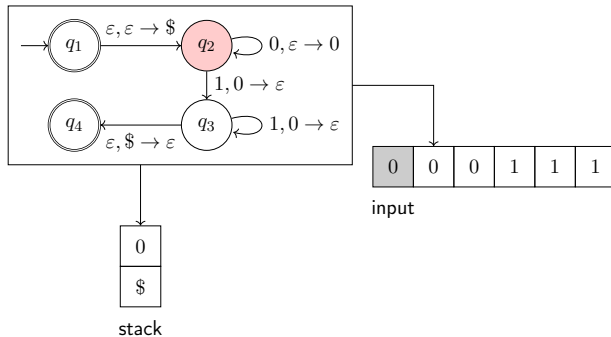 q₁ ε, ε → $ q₂ 0, ε → 0
1, 0 → ε
q₄ ε, $ → ε q₃ 1, 0 → ε
0 0 0 1 1 1
input
0
$
stack